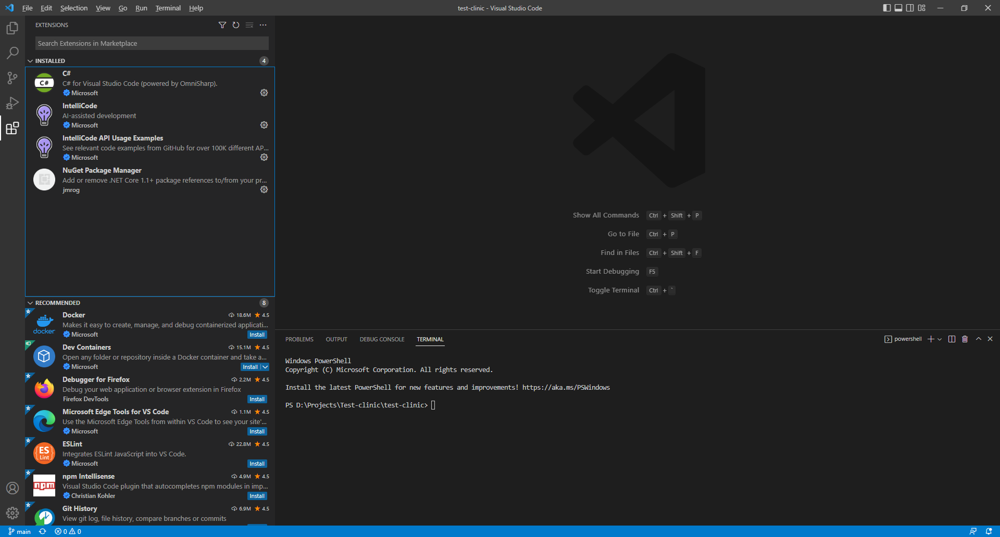 File Edit Selection View Go Run Terminal Help
test-clinic - Visual Studio Code
EXTENSIONS
Search Extensions in Marketplace
INSTALLED 4
C#
C#
C# for Visual Studio Code (powered by OmniSharp).
Microsoft
IntelliCode
AI-assisted development
Microsoft
IntelliCode API Usage Examples
See relevant code examples from GitHub for over 100K different AP...
Microsoft
NuGet Package Manager
Add or remove .NET Core 1.1+ package references to/from your pr...
jmrog
RECOMMENDED 8
Docker 18.6M 4.5
docker
Makes it easy to create, manage, and debug containerized applicati...
Microsoft Install
Dev Containers 15.1M 4.5
Open any folder or repository inside a Docker container and take a...
Microsoft Install
Debugger for Firefox 2.2M 4.5
Debug your web application or browser extension in Firefox
Firefox DevTools Install
Microsoft Edge Tools for VS Code 1.1M 4.5
Use the Microsoft Edge Tools from within VS Code to see your site'...
Microsoft Install
ESLint 22.8M 4.5
{ES Lint}
Integrates ESLint JavaScript into VS Code.
Microsoft Install
npm Intellisense 4.9M 4.5
npm
Visual Studio Code plugin that autocompletes npm modules in imp...
Christian Kohler Install
Git History 6.9M 4.5
View git log, file history, compare branches or commits
Show All Commands Ctrl + Shift + P
Go to File Ctrl + P
Find in Files Ctrl + Shift + F
Start Debugging F5
Toggle Terminal Ctrl + `
PROBLEMS OUTPUT DEBUG CONSOLE TERMINAL
powershell
Windows PowerShell
Copyright (C) Microsoft Corporation. All rights reserved.
Install the latest PowerShell for new features and improvements! https://aka.ms/PSWindows
PS D:\Projects\Test-clinic\test-clinic>
main 0 0